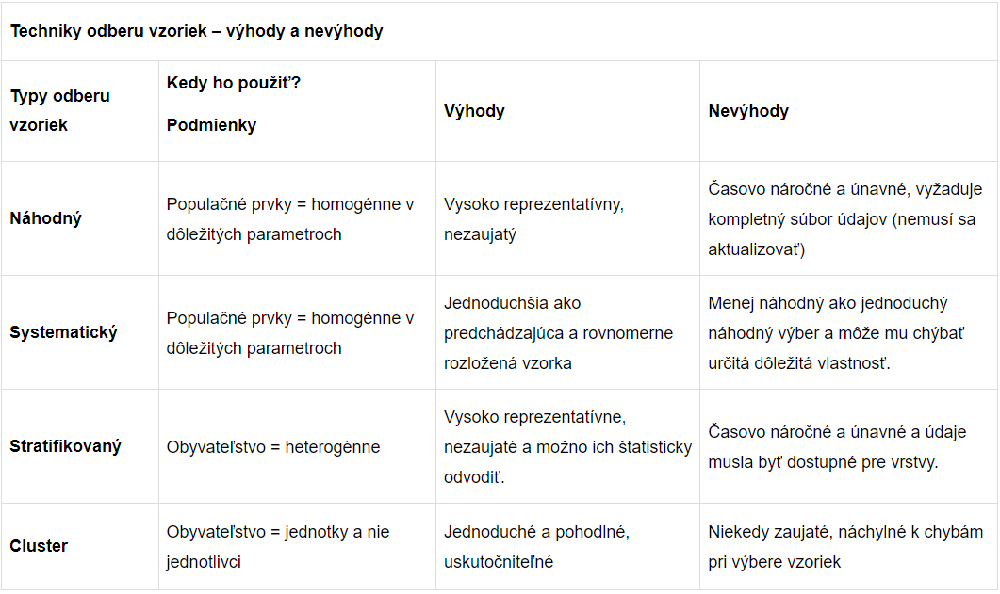 Techniky odberu vzoriek – výhody a nevýhody
Typy odberu
vzoriek
Kedy ho použiť?
Podmienky
Výhody
Nevýhody
Náhodný
Populačné prvky = homogénne v
dôležitých parametroch
Vysoko reprezentatívny,
nezaujatý
Časovo náročné a únavné, vyžaduje
kompletný súbor údajov (nemusí sa
aktualizovať)
Systematický
Populačné prvky = homogénne v
dôležitých parametroch
Jednoduchšia ako
predchádzajúca a rovnomerne
rozložená vzorka
Menej náhodný ako jednoduchý
náhodný výber a môže mu chýbať
určitá dôležitá vlastnosť.
Stratifikovaný
Obyvateľstvo = heterogénne
Vysoko reprezentatívne,
nezaujaté a možno ich štatisticky
odvodiť.
Časovo náročné a únavné a údaje
musia byť dostupné pre vrstvy.
Cluster
Obyvateľstvo = jednotky a nie
jednotlivci
Jednoduché a pohodlné,
uskutočniteľné
Niekedy zaujaté, náchylné k chybám
pri výbere vzoriek